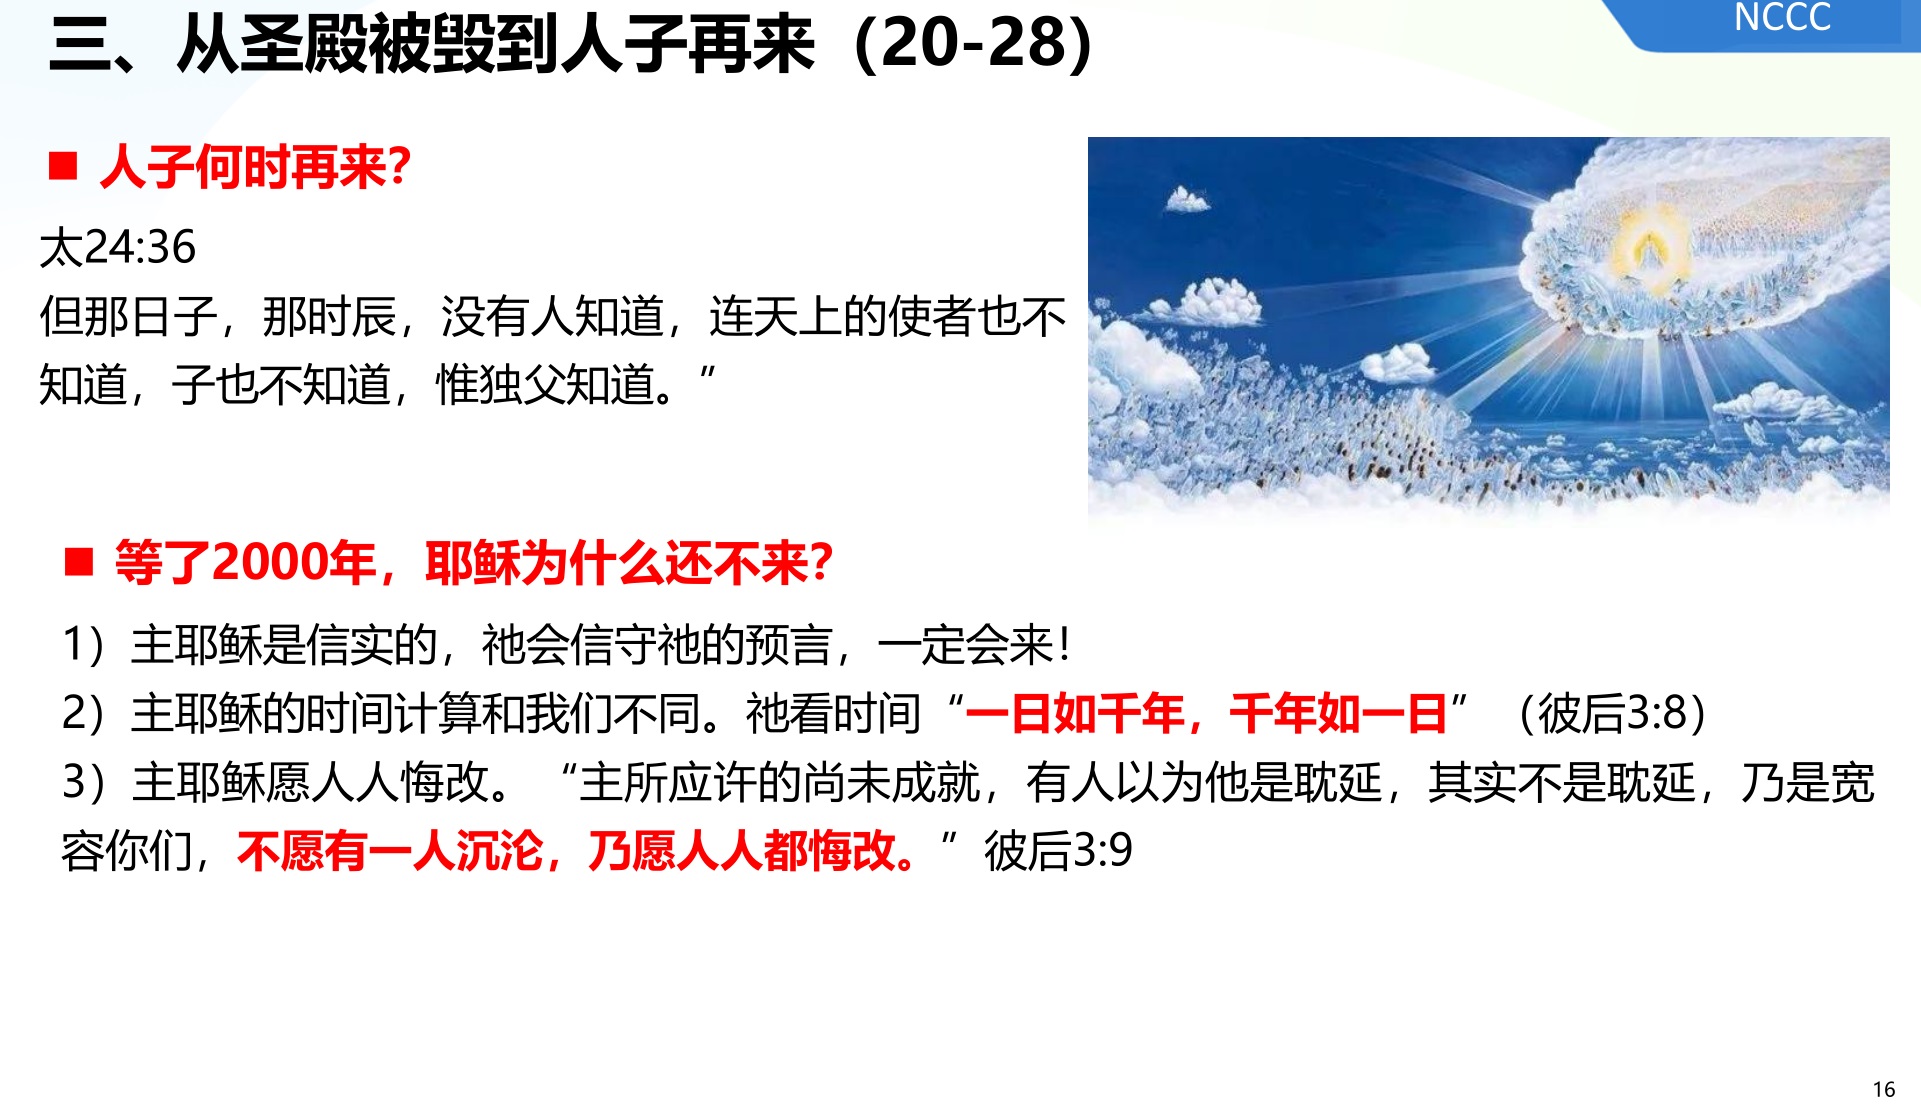 NCCC
三、从圣殿被毁到人子再来（20-28）
■ 人子何时再来？
太24:36
但那日子，那时辰，没有人知道，连天上的使者也不
知道，子也不知道，惟独父知道。”
■ 等了2000年，耶稣为什么还不来？
1）主耶稣是信实的，祂会信守祂的预言，一定会来！
2）主耶稣的时间计算和我们不同。祂看时间“一日如千年，千年如一日”（彼后3:8）
3）主耶稣愿人人悔改。“主所应许的尚未成就，有人以为他是耽延，其实不是耽延，乃是宽
容你们，不愿有一人沉沦，乃愿人人都悔改。”彼后3:9
16